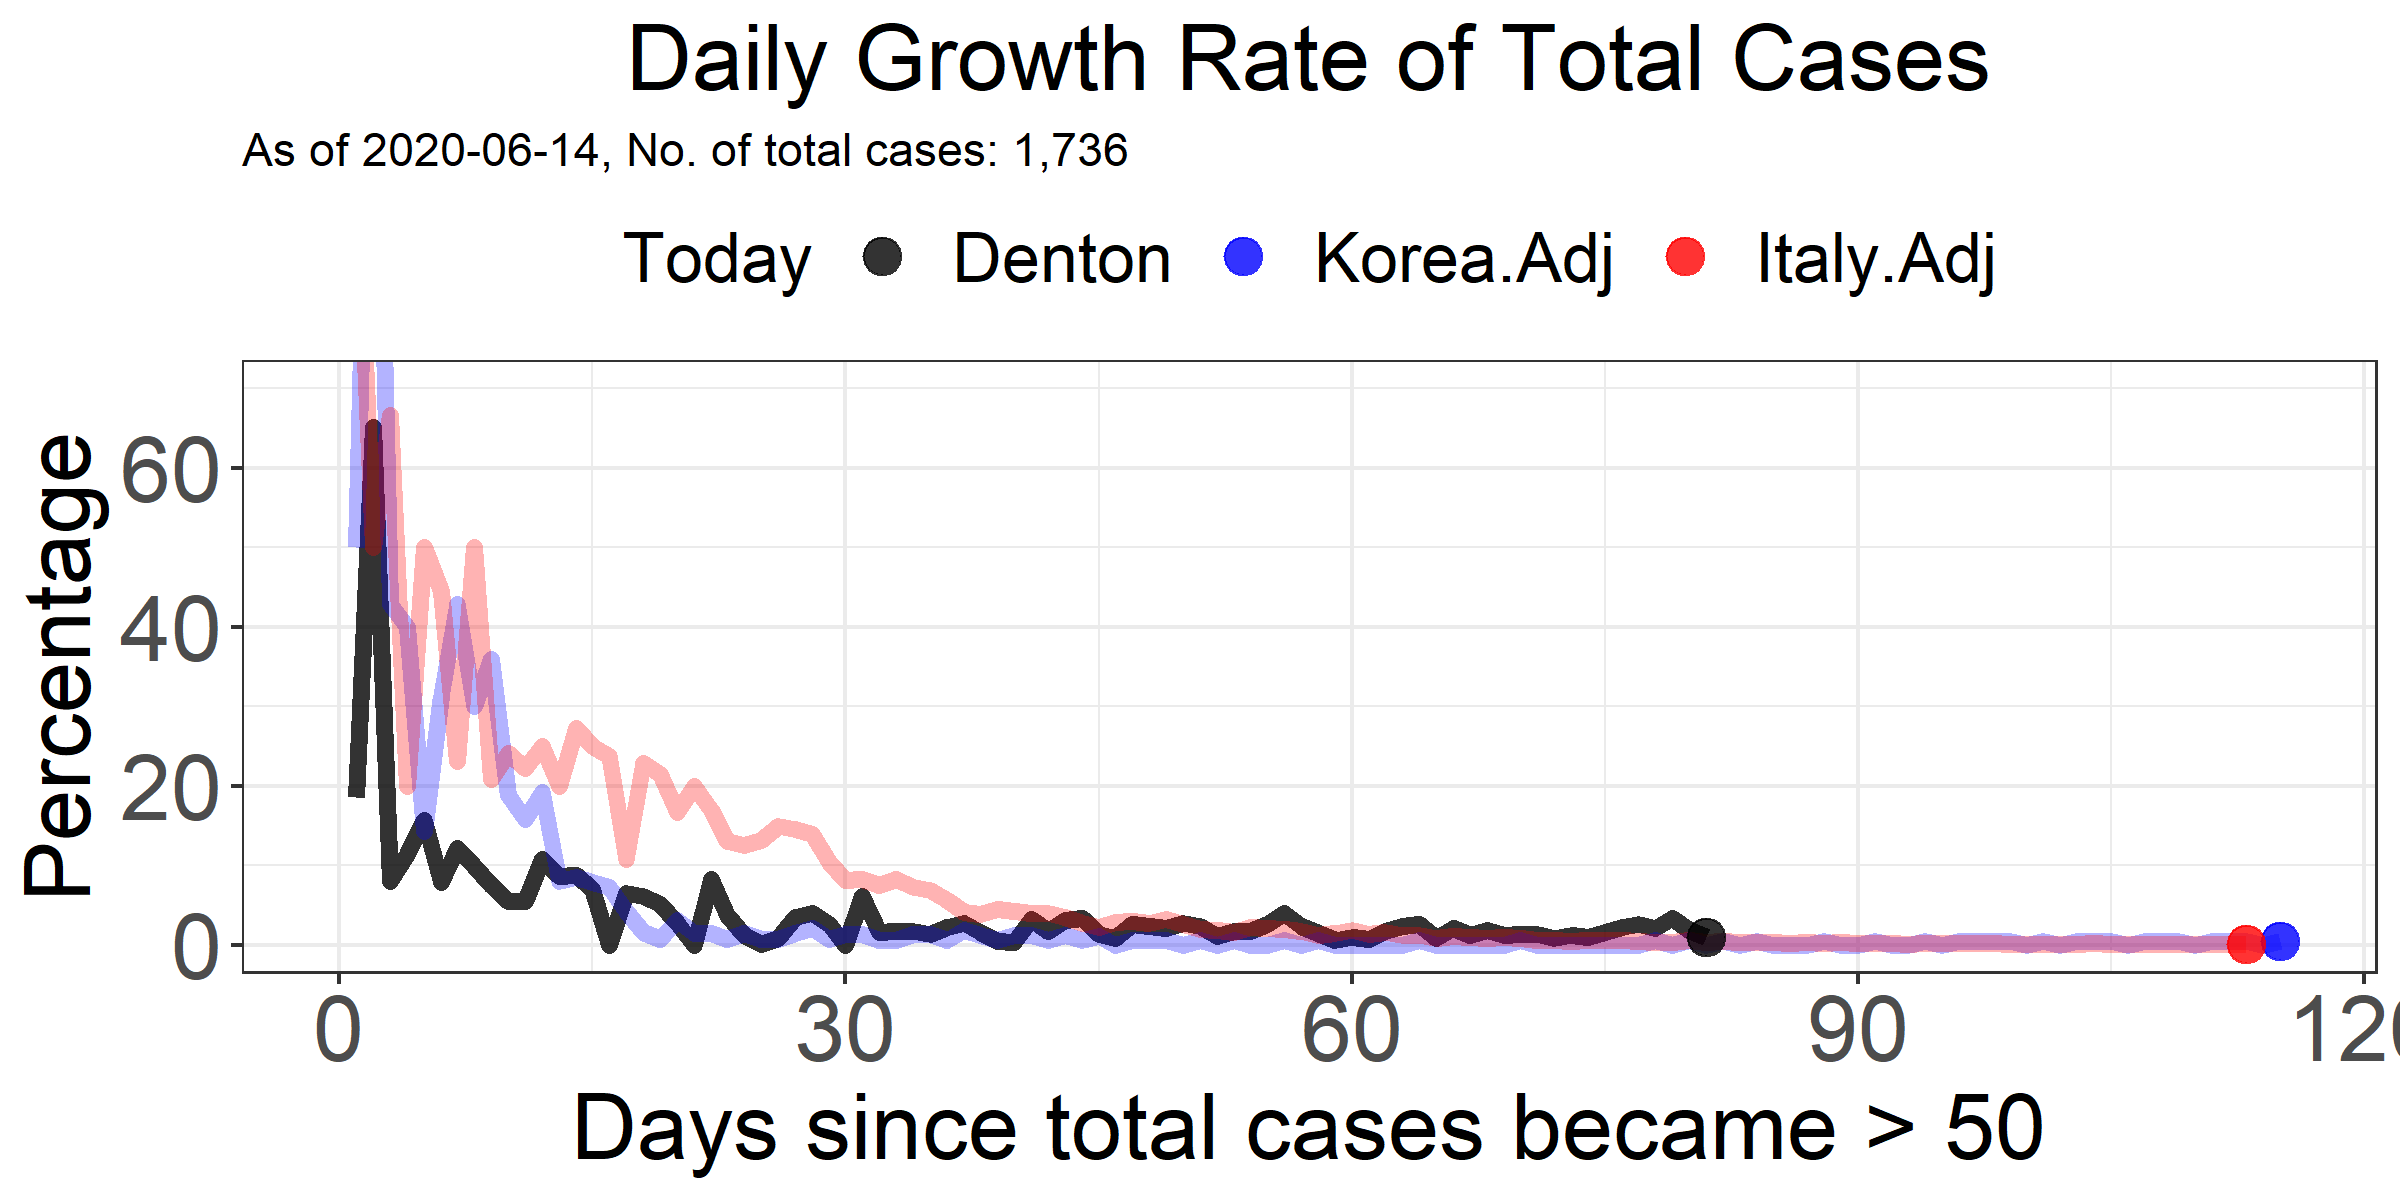 Daily Growth Rate of Total Cases
As of 2020-06-14, No. of total cases: 1,736
Today Denton Korea.Adj Italy.Adj
Percentage
60
40
20
0
0 30 60 90 120
Days since total cases became > 50